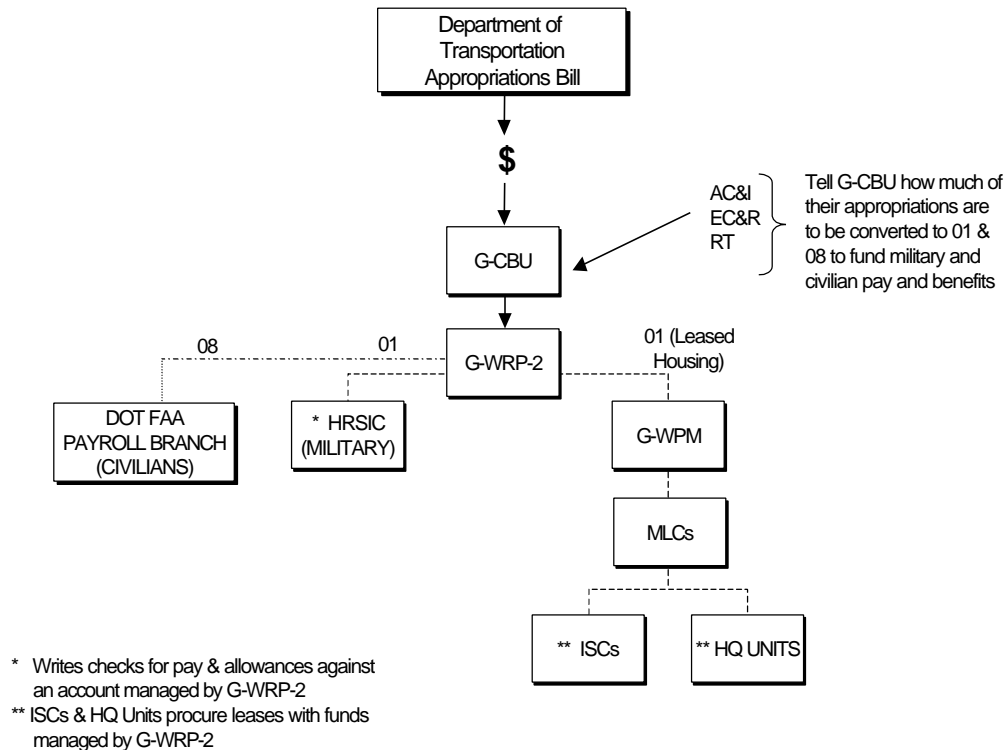 Department of
Transportation
Appropriations Bill
$
AC&I
EC&R
RT
Tell G-CBU how much of
their appropriations are
to be converted to 01 &
08 to fund military and
civilian pay and benefits
G-CBU
08
01
G-WRP-2
01 (Leased
Housing)
DOT FAA
PAYROLL BRANCH
(CIVILIANS)
* HRSIC
(MILITARY)
G-WPM
MLCs
** ISCs
** HQ UNITS
* Writes checks for pay & allowances against
an account managed by G-WRP-2
** ISCs & HQ Units procure leases with funds
managed by G-WRP-2